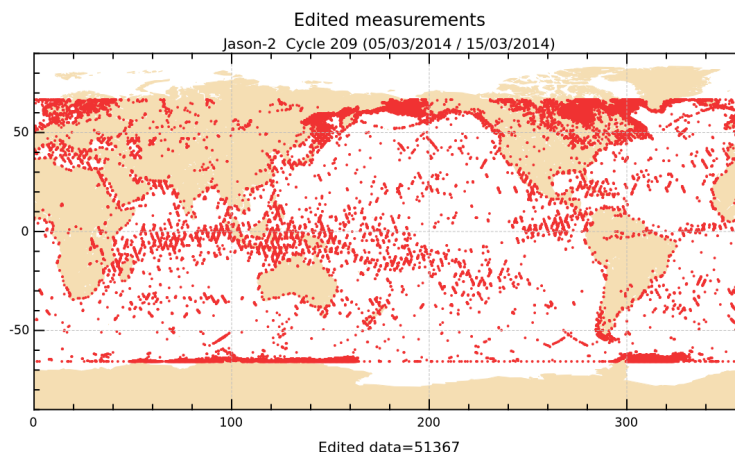 Edited measurements
Jason-2 Cycle 209 (05/03/2014 / 15/03/2014)
50
0
-50
0 100 200 300
Edited data=51367